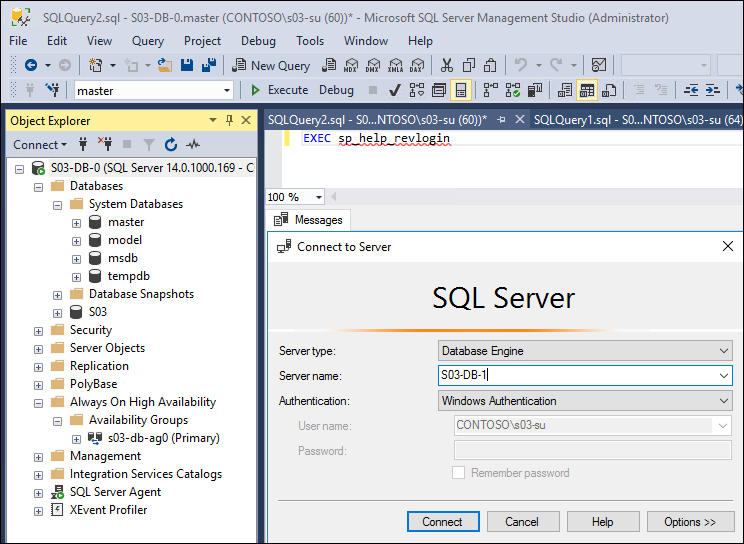 SQLQuery2.sql - S03-DB-0.master (CONTOSO\s03-su (60))* - Microsoft SQL Server Management Studio (Administrator)
File Edit View Query Project Debug Tools Window Help
New Query MDX DMX XMLA DAX
master Execute Debug
Object Explorer
Connect
S03-DB-0 (SQL Server 14.0.1000.169 - C
Databases
System Databases
master
model
msdb
tempdb
Database Snapshots
S03
Security
Server Objects
Replication
PolyBase
Always On High Availability
Availability Groups
s03-db-ag0 (Primary)
Management
Integration Services Catalogs
SQL Server Agent
XEvent Profiler
SQLQuery2.sql - S0...NTOSO\s03-su (60))* SQLQuery1.sql - S0...NTOSO\s03-su (64)
EXEC sp_help_revlogin
100 %
Messages
Connect to Server
SQL Server
Server type: Database Engine
Server name: S03-DB-1
Authentication: Windows Authentication
User name: CONTOSO\s03-su
Password:
Remember password
Connect Cancel Help Options >>